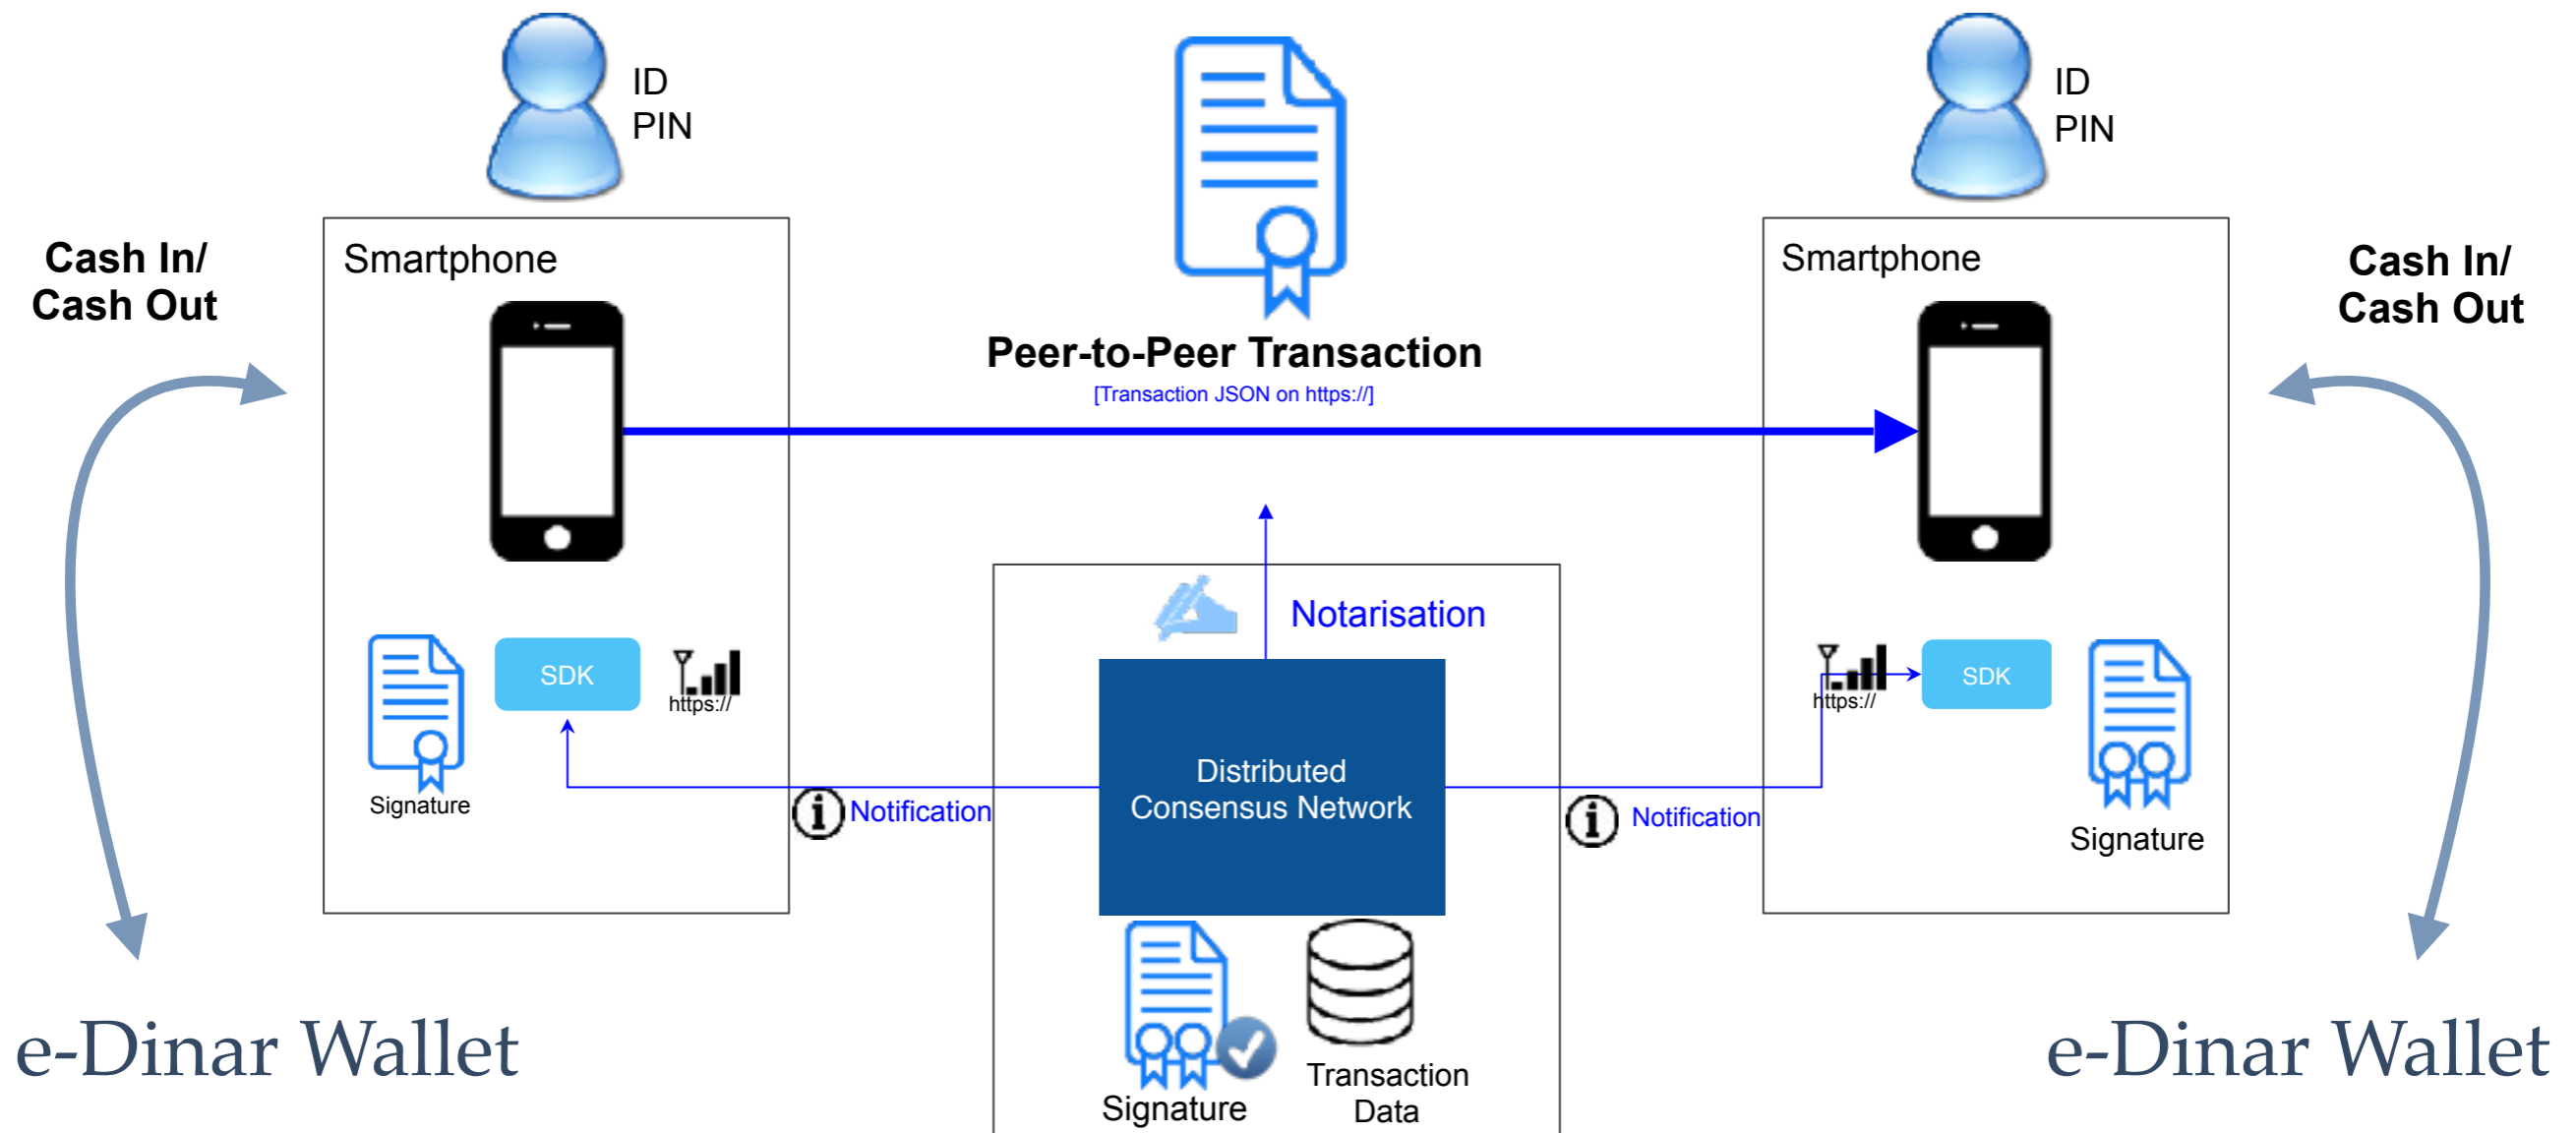 ID
PIN
ID
PIN
Cash In/
Cash Out
Smartphone
Peer-to-Peer Transaction
[Transaction JSON on https://]
Smartphone
Cash In/
Cash Out
Notarisation
SDK
https://
Signature
Notification
Distributed
Consensus Network
Notification
https://
SDK
Signature
Signature
Transaction
Data
e-Dinar Wallet
e-Dinar Wallet